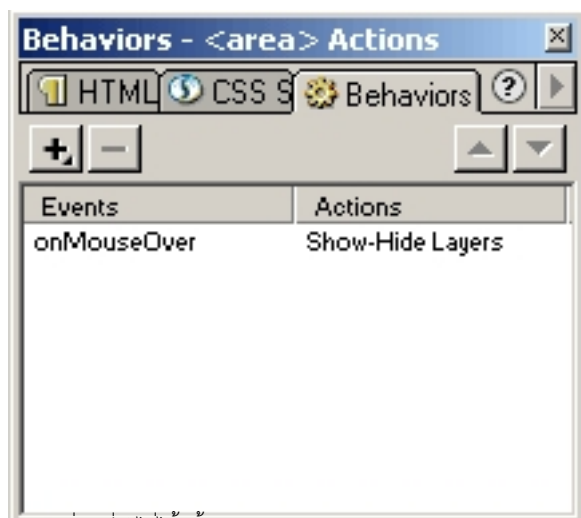 Behaviors - <area> Actions
HTML CSS S Behaviors ?
+ −
Events Actions
onMouseOver Show-Hide Layers